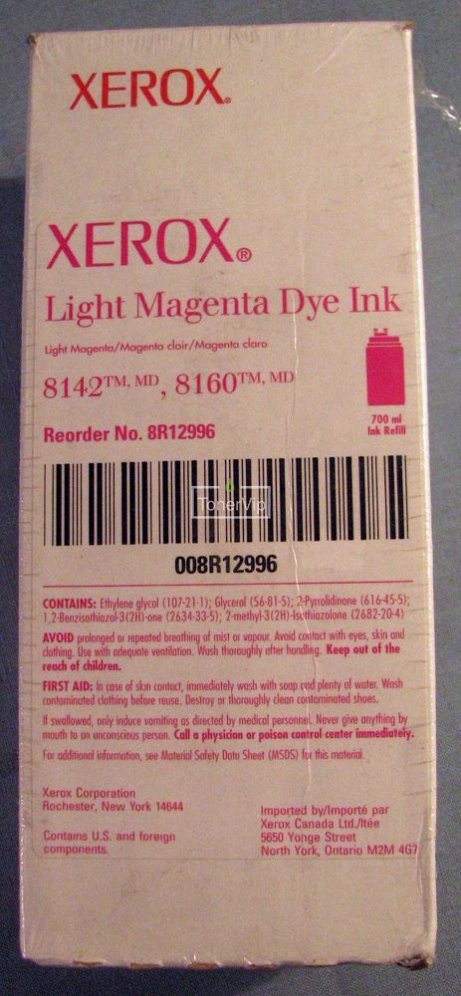 XEROX®
XEROX®
Light Magenta Dye Ink
Light Magenta/Magenta clair/Magenta claro
8142™, MD, 8160™, MD
700 ml
Ink Refill
Reorder No. 8R12996
TonerVip
008R12996
CONTAINS: Ethylene glycol (107-21-1); Glycerol (56-81-5); 2-Pyrrolidinone (616-45-5);
1,2-Benzisothiazol-3(2H)-one (2634-33-5); 2-methyl-3(2H)-Isothiazolone (2682-20-4)
AVOID prolonged or repeated breathing of mist or vapour. Avoid contact with eyes, skin and
clothing. Use with adequate ventilation. Wash thoroughly after handling. Keep out of the
reach of children.
FIRST AID: In case of skin contact, immediately wash with soap and plenty of water. Wash
contaminated clothing before reuse. Destroy or thoroughly clean contaminated shoes.
If swallowed, only induce vomiting as directed by medical personnel. Never give anything by
mouth to an unconscious person. Call a physician or poison control center immediately.
For additional information, see Material Safety Data Sheet (MSDS) for this material.
Xerox Corporation
Rochester, New York 14644
Contains U.S. and foreign
components.
Imported by/Importé par
Xerox Canada Ltd./ltée
5650 Yonge Street
North York, Ontario M2M 4G7